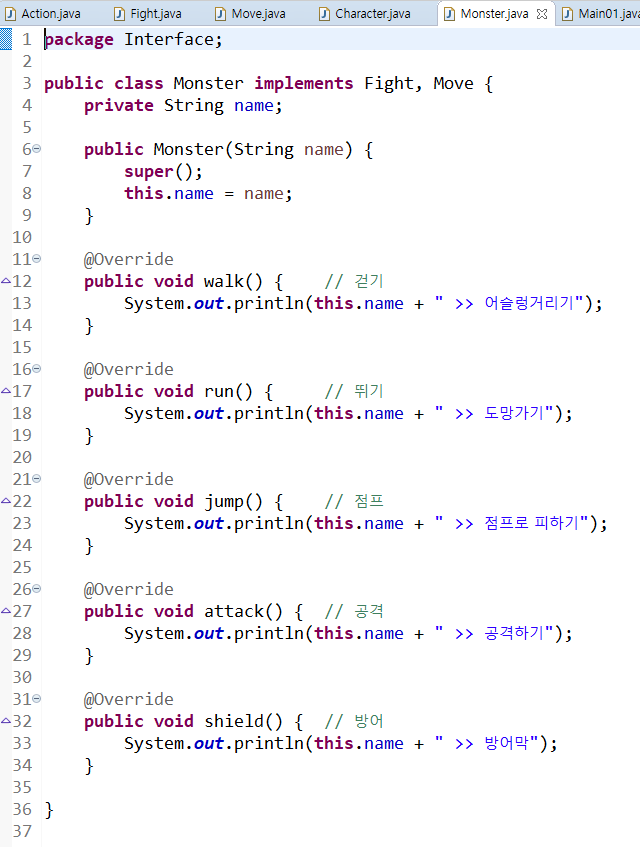 Action.java Fight.java Move.java Character.java Monster.java Main01.java
1 package Interface;
2
3 public class Monster implements Fight, Move {
4 private String name;
5
6 public Monster(String name) {
7 super();
8 this.name = name;
9 }
10
11 @Override
12 public void walk() { // 걷기
13 System.out.println(this.name + " >> 어슬렁거리기");
14 }
15
16 @Override
17 public void run() { // 뛰기
18 System.out.println(this.name + " >> 도망가기");
19 }
20
21 @Override
22 public void jump() { // 점프
23 System.out.println(this.name + " >> 점프로 피하기");
24 }
25
26 @Override
27 public void attack() { // 공격
28 System.out.println(this.name + " >> 공격하기");
29 }
30
31 @Override
32 public void shield() { // 방어
33 System.out.println(this.name + " >> 방어막");
34 }
35
36 }
37